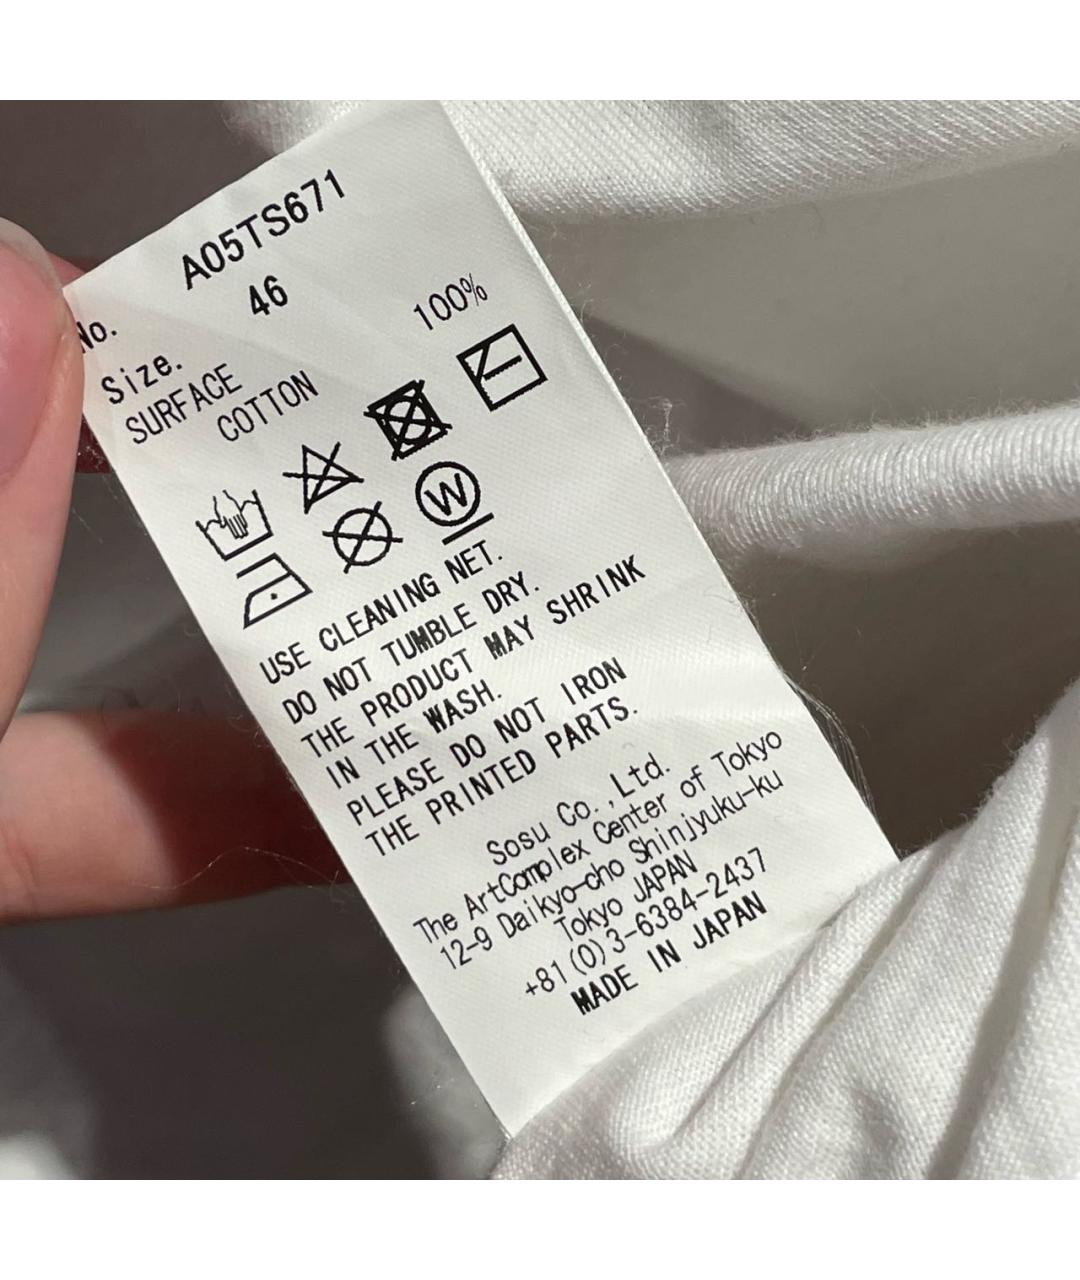 No. A05TS671
Size. 46
SURFACE
COTTON 100%
W
USE CLEANING NET.
DO NOT TUMBLE DRY.
THE PRODUCT MAY SHRINK
IN THE WASH.
PLEASE DO NOT IRON
THE PRINTED PARTS.
Sosu Co.,Ltd.
The ArtComplex Center of Tokyo
12-9 Daikyo-cho Shinjyuku-ku
Tokyo JAPAN
+81(0)3-6384-2437
MADE IN JAPAN